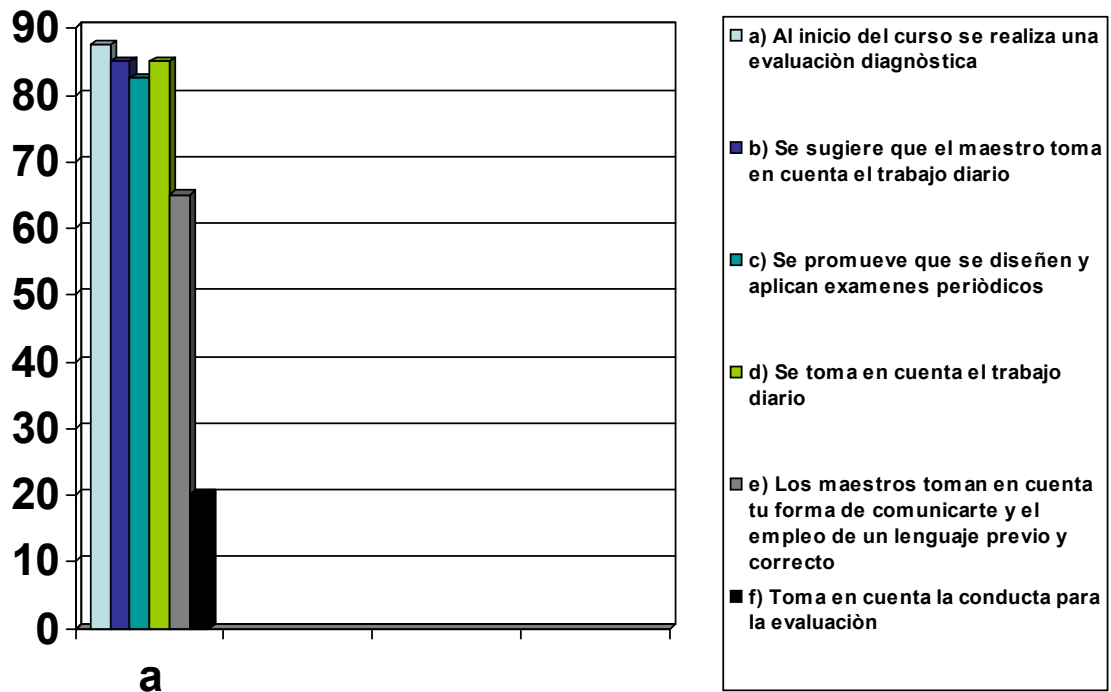 90
80
70
60
50
40
30
20
10
0
a
a) Al inicio del curso se realiza una
evaluaciòn diagnòstica
b) Se sugiere que el maestro toma
en cuenta el trabajo diario
c) Se promueve que se diseñen y
aplican examenes periòdicos
d) Se toma en cuenta el trabajo
diario
e) Los maestros toman en cuenta
tu forma de comunicarte y el
empleo de un lenguaje previo y
correcto
f) Toma en cuenta la conducta para
la evaluaciòn